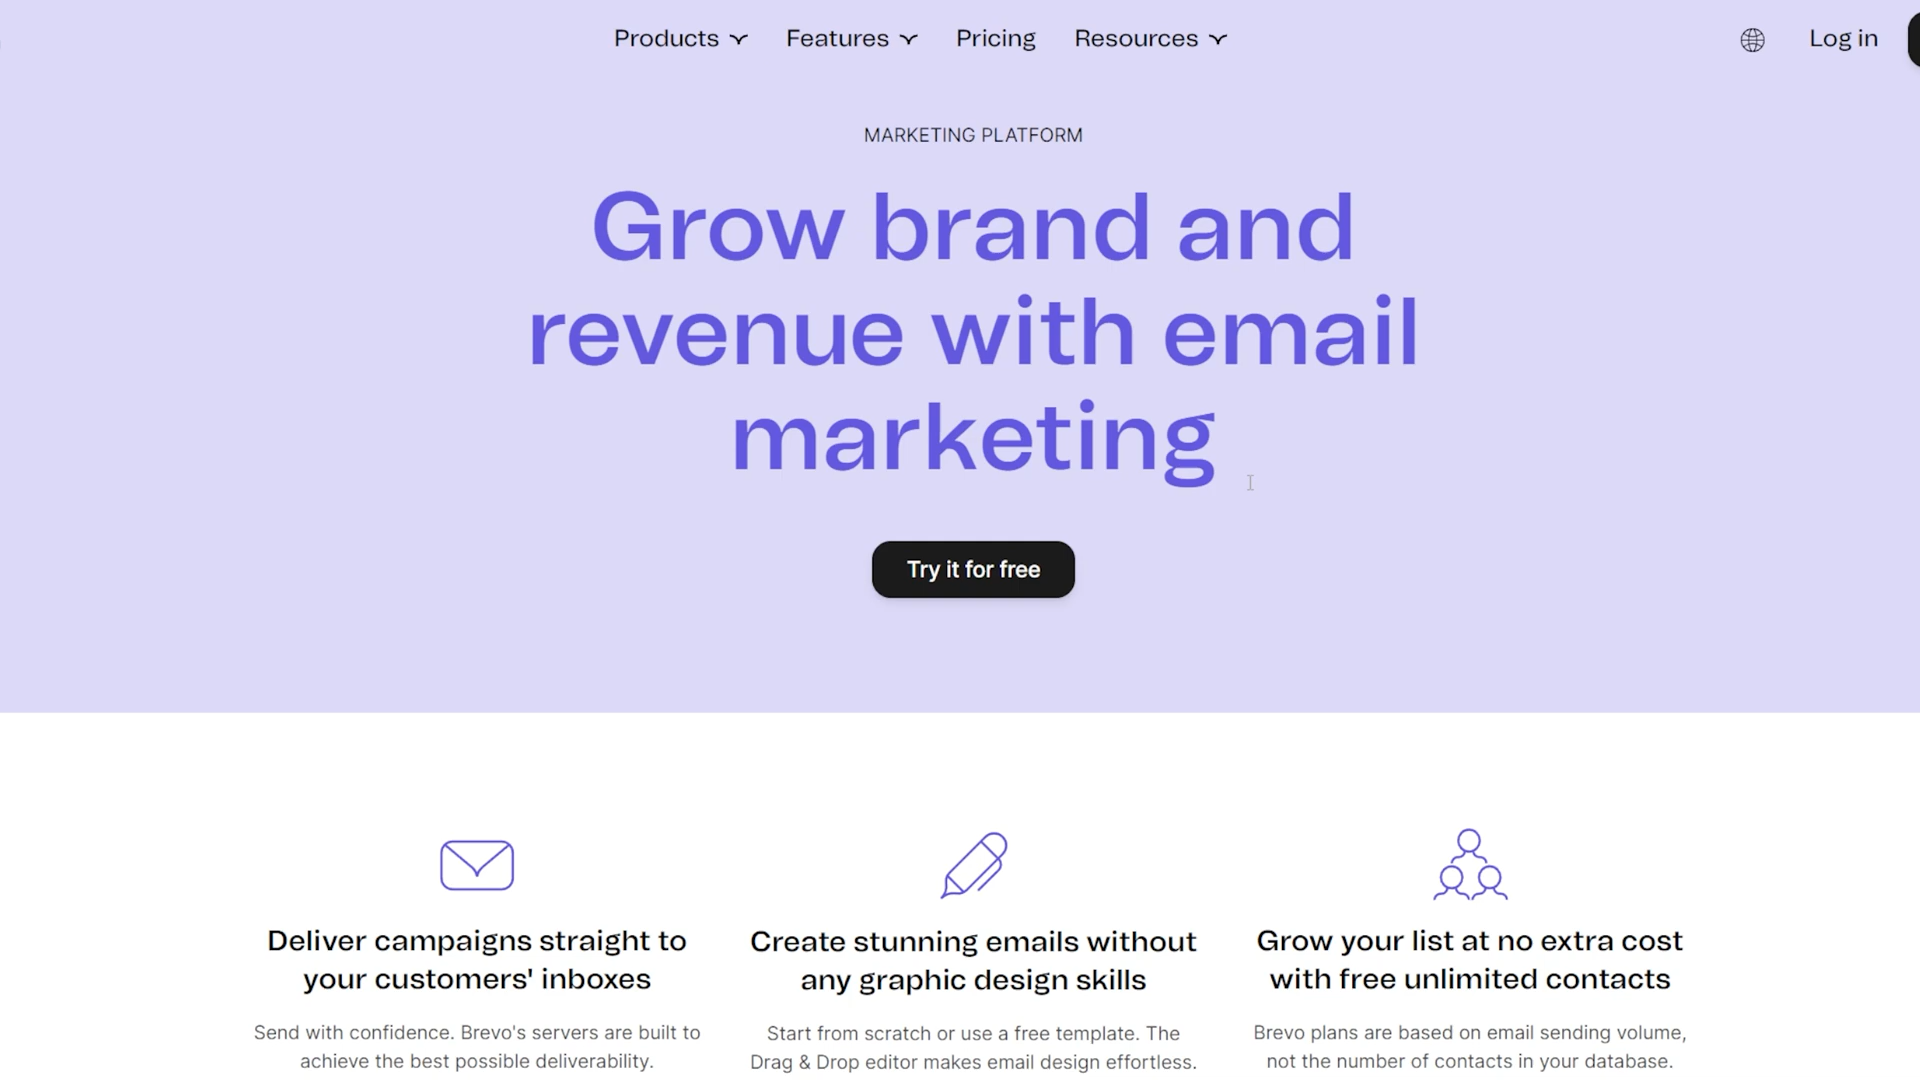 Products Features Pricing Resources Log in
MARKETING PLATFORM
Grow brand and
revenue with email
marketing
Try it for free
Deliver campaigns straight to
your customers' inboxes
Send with confidence. Brevo's servers are built to
achieve the best possible deliverability.
Create stunning emails without
any graphic design skills
Start from scratch or use a free template. The
Drag & Drop editor makes email design effortless.
Grow your list at no extra cost
with free unlimited contacts
Brevo plans are based on email sending volume,
not the number of contacts in your database.